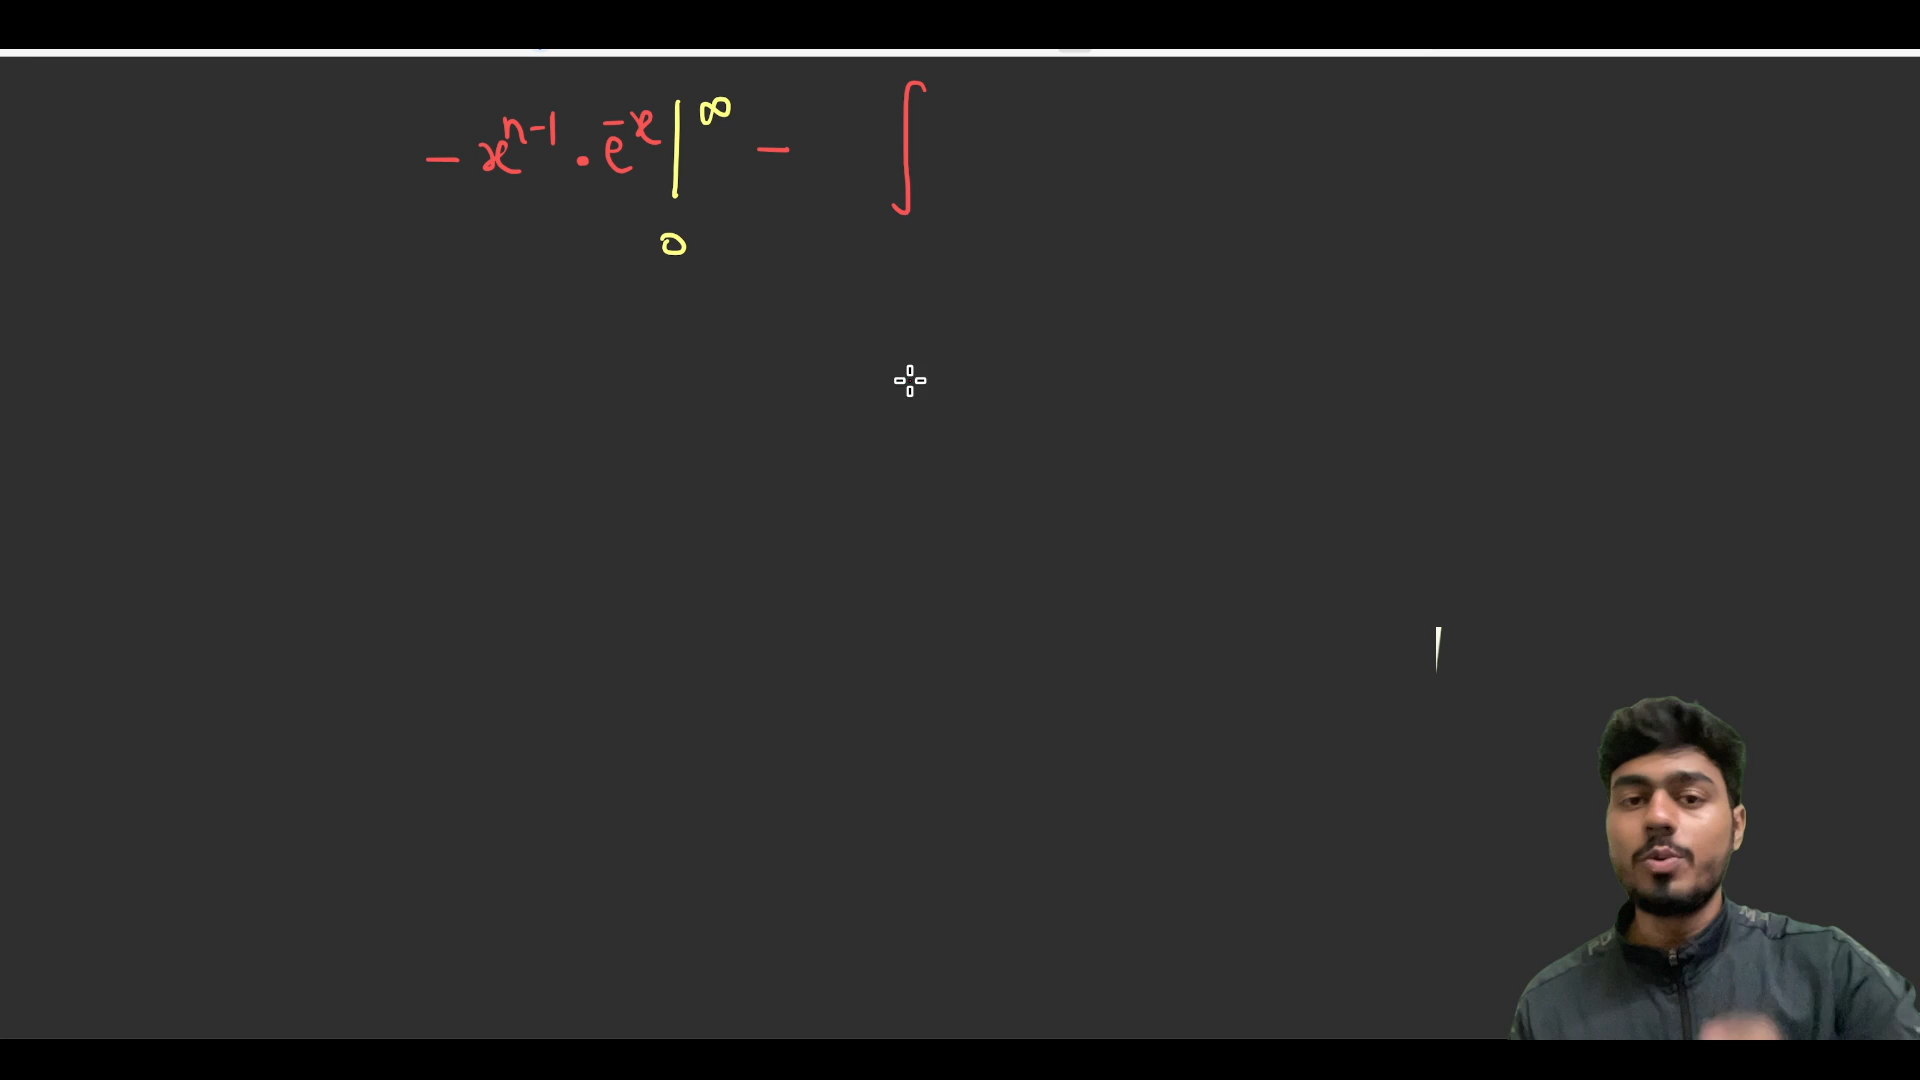 - x^{n-1} · e^{-x} |_0^∞ - ∫